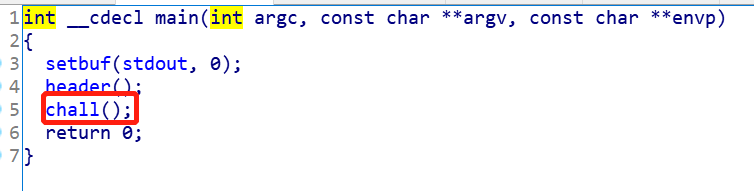 1 int __cdecl main(int argc, const char **argv, const char **envp)
2 {
3 setbuf(stdout, 0);
4 header();
5 chall();
6 return 0;
7 }